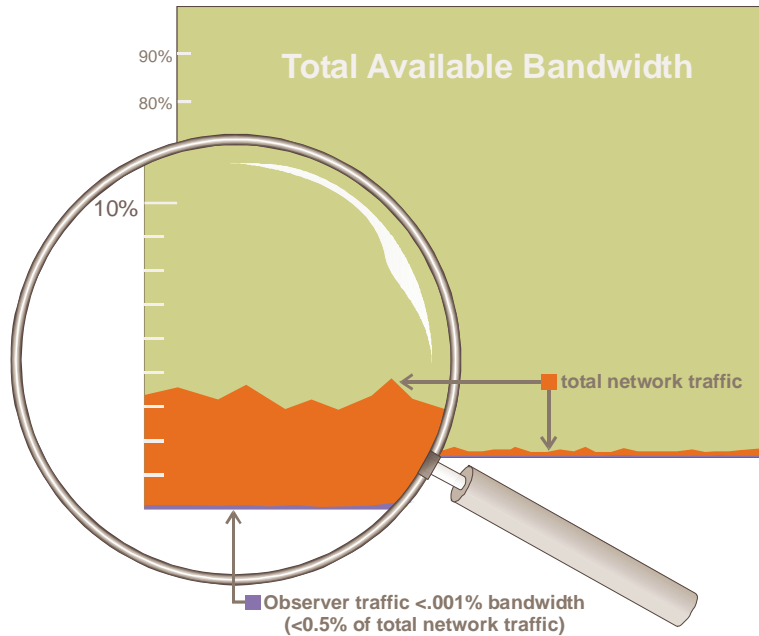 90%
Total Available Bandwidth
80%
10%
total network traffic
Observer traffic <.001% bandwidth
(<0.5% of total network traffic)